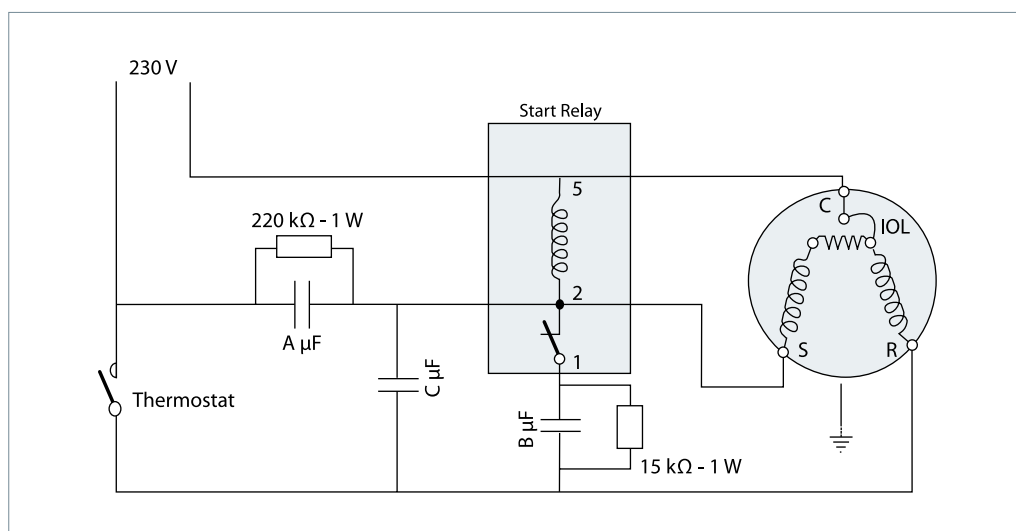 230 V
Start Relay
5
C
IOL
220 kΩ - 1 W
2
A µF
S
R
1
C µF
Thermostat
B µF
15 kΩ - 1 W